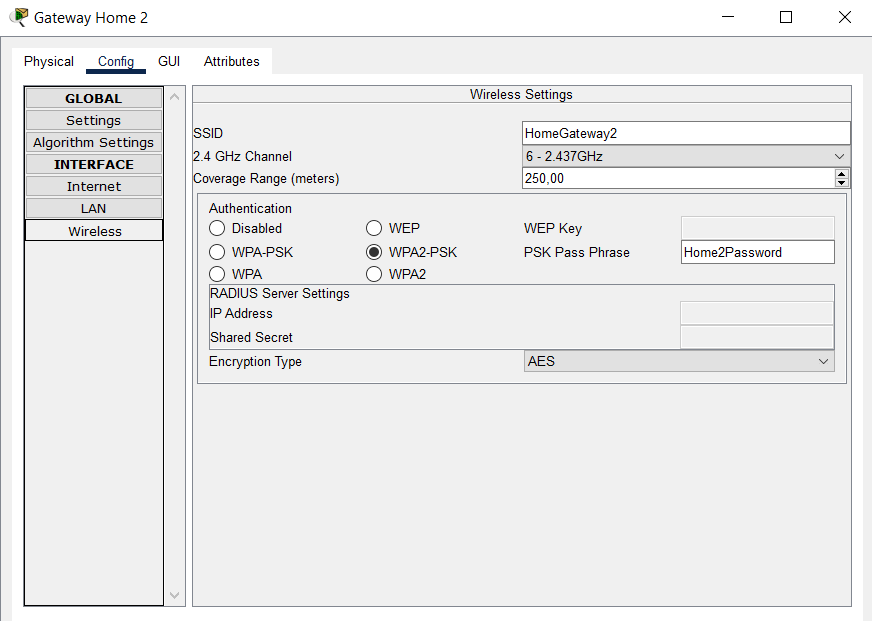 Gateway Home 2
Physical Config GUI Attributes
GLOBAL
Settings
Algorithm Settings
INTERFACE
Internet
LAN
Wireless
Wireless Settings
SSID HomeGateway2
2.4 GHz Channel 6 - 2.437GHz
Coverage Range (meters) 250,00
Authentication
Disabled WEP WEP Key
WPA-PSK WPA2-PSK PSK Pass Phrase Home2Password
WPA WPA2
RADIUS Server Settings
IP Address
Shared Secret
Encryption Type AES